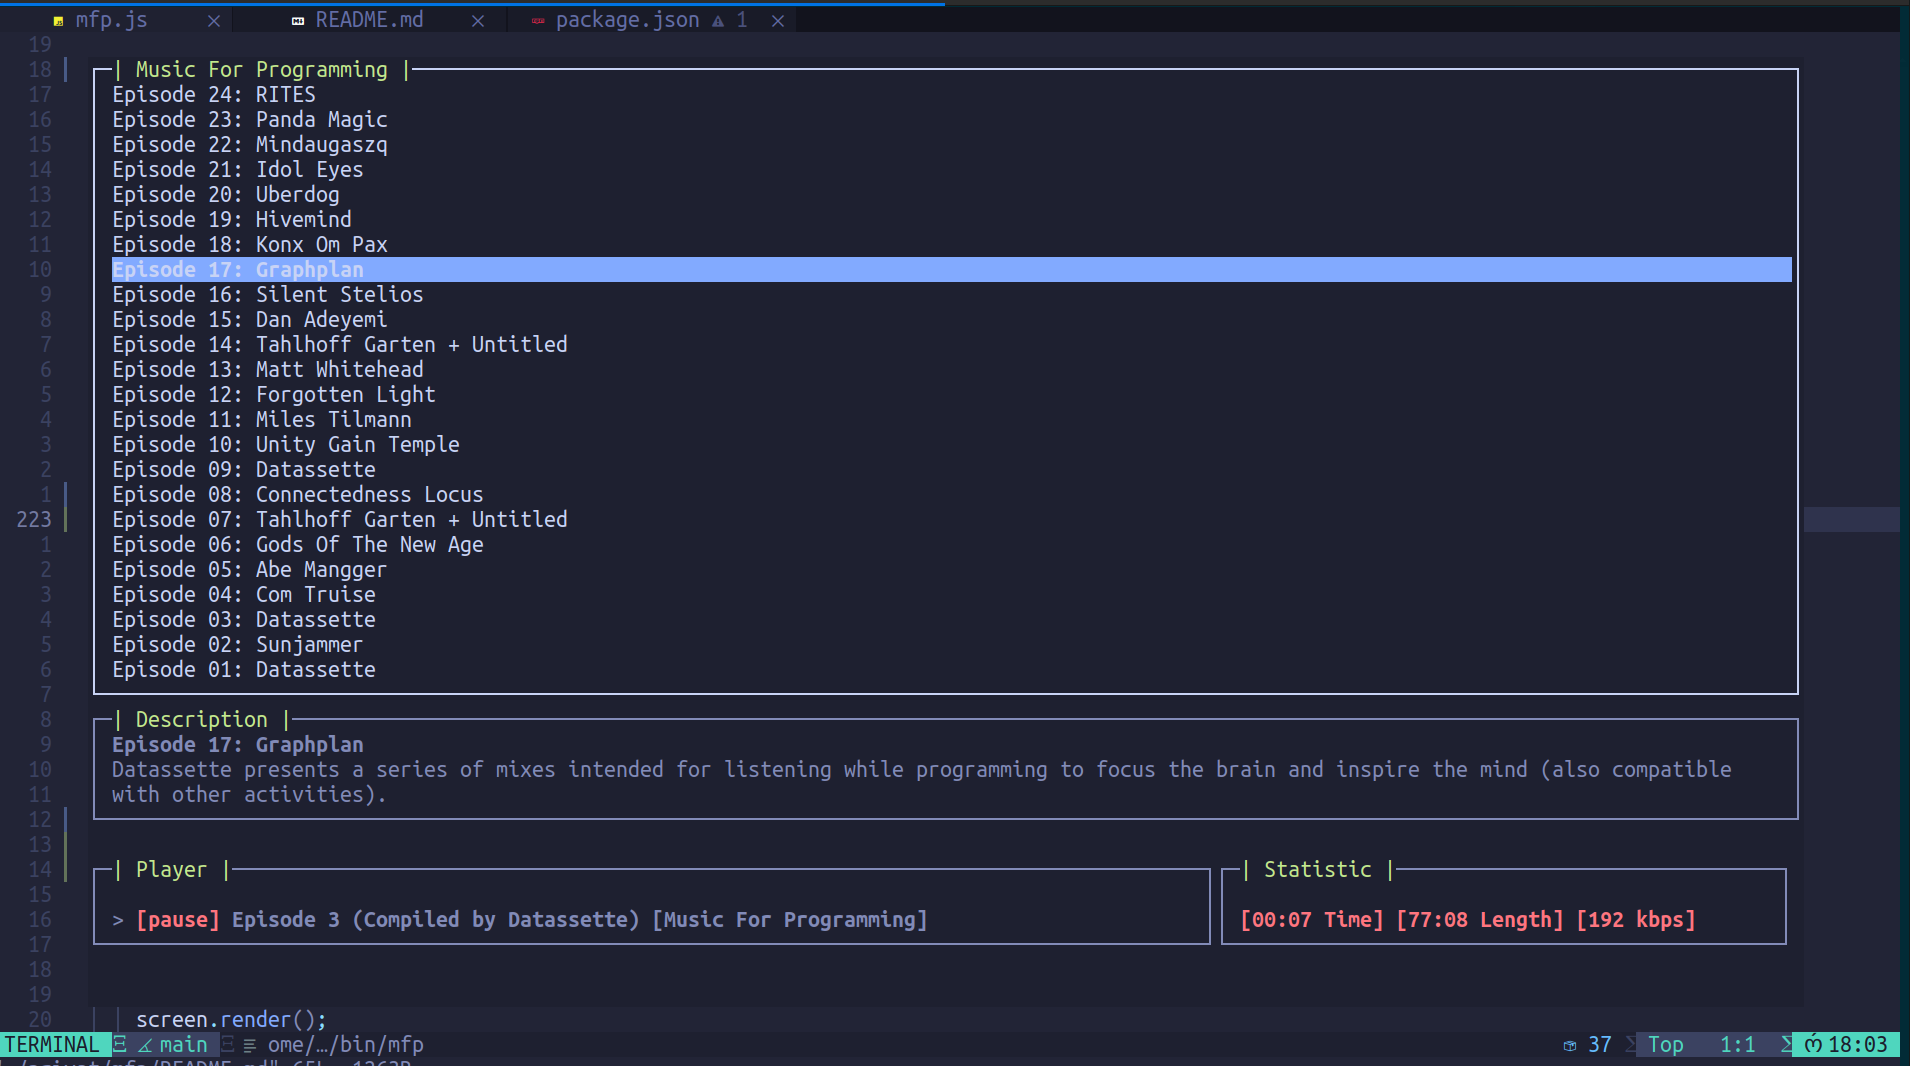 mfp.js × README.md × package.json 1 ×
19
18 | Music For Programming |
17 Episode 24: RITES
16 Episode 23: Panda Magic
15 Episode 22: Mindaugaszq
14 Episode 21: Idol Eyes
13 Episode 20: Uberdog
12 Episode 19: Hivemind
11 Episode 18: Konx Om Pax
10 Episode 17: Graphplan
9 Episode 16: Silent Stelios
8 Episode 15: Dan Adeyemi
7 Episode 14: Tahlhoff Garten + Untitled
6 Episode 13: Matt Whitehead
5 Episode 12: Forgotten Light
4 Episode 11: Miles Tilmann
3 Episode 10: Unity Gain Temple
2 Episode 09: Datassette
1 Episode 08: Connectedness Locus
223 Episode 07: Tahlhoff Garten + Untitled
1 Episode 06: Gods Of The New Age
2 Episode 05: Abe Mangger
3 Episode 04: Com Truise
4 Episode 03: Datassette
5 Episode 02: Sunjammer
6 Episode 01: Datassette
7
8 | Description |
9 Episode 17: Graphplan
10 Datassette presents a series of mixes intended for listening while programming to focus the brain and inspire the mind (also compatible
11 with other activities).
12
13
14 | Player | | Statistic |
15
16 > [pause] Episode 3 (Compiled by Datassette) [Music For Programming] [00:07 Time] [77:08 Length] [192 kbps]
17
18
19
20 screen.render();
TERMINAL main ome/…/bin/mfp 37 Top 1:1 18:03